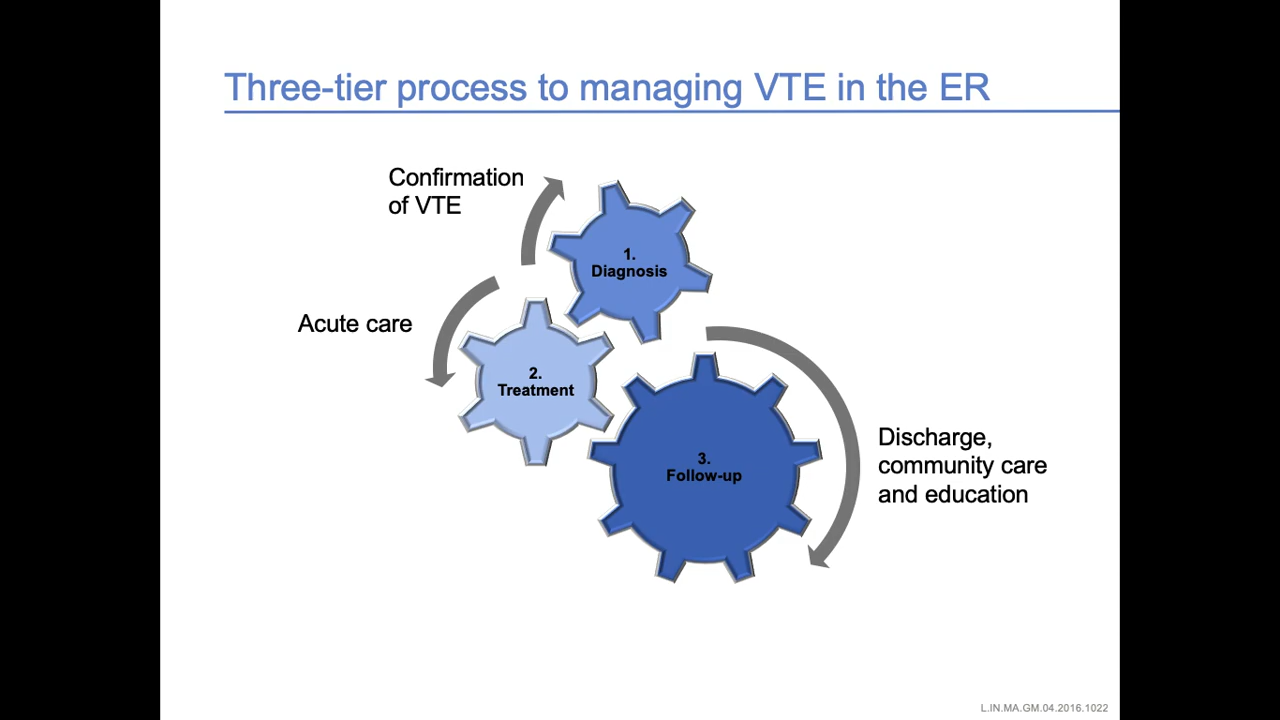 Three-tier process to managing VTE in the ER
Confirmation
of VTE
1.
Diagnosis
Acute care
2.
Treatment
3.
Follow-up
Discharge,
community care
and education
L.IN.MA.GM.04.2016.1022